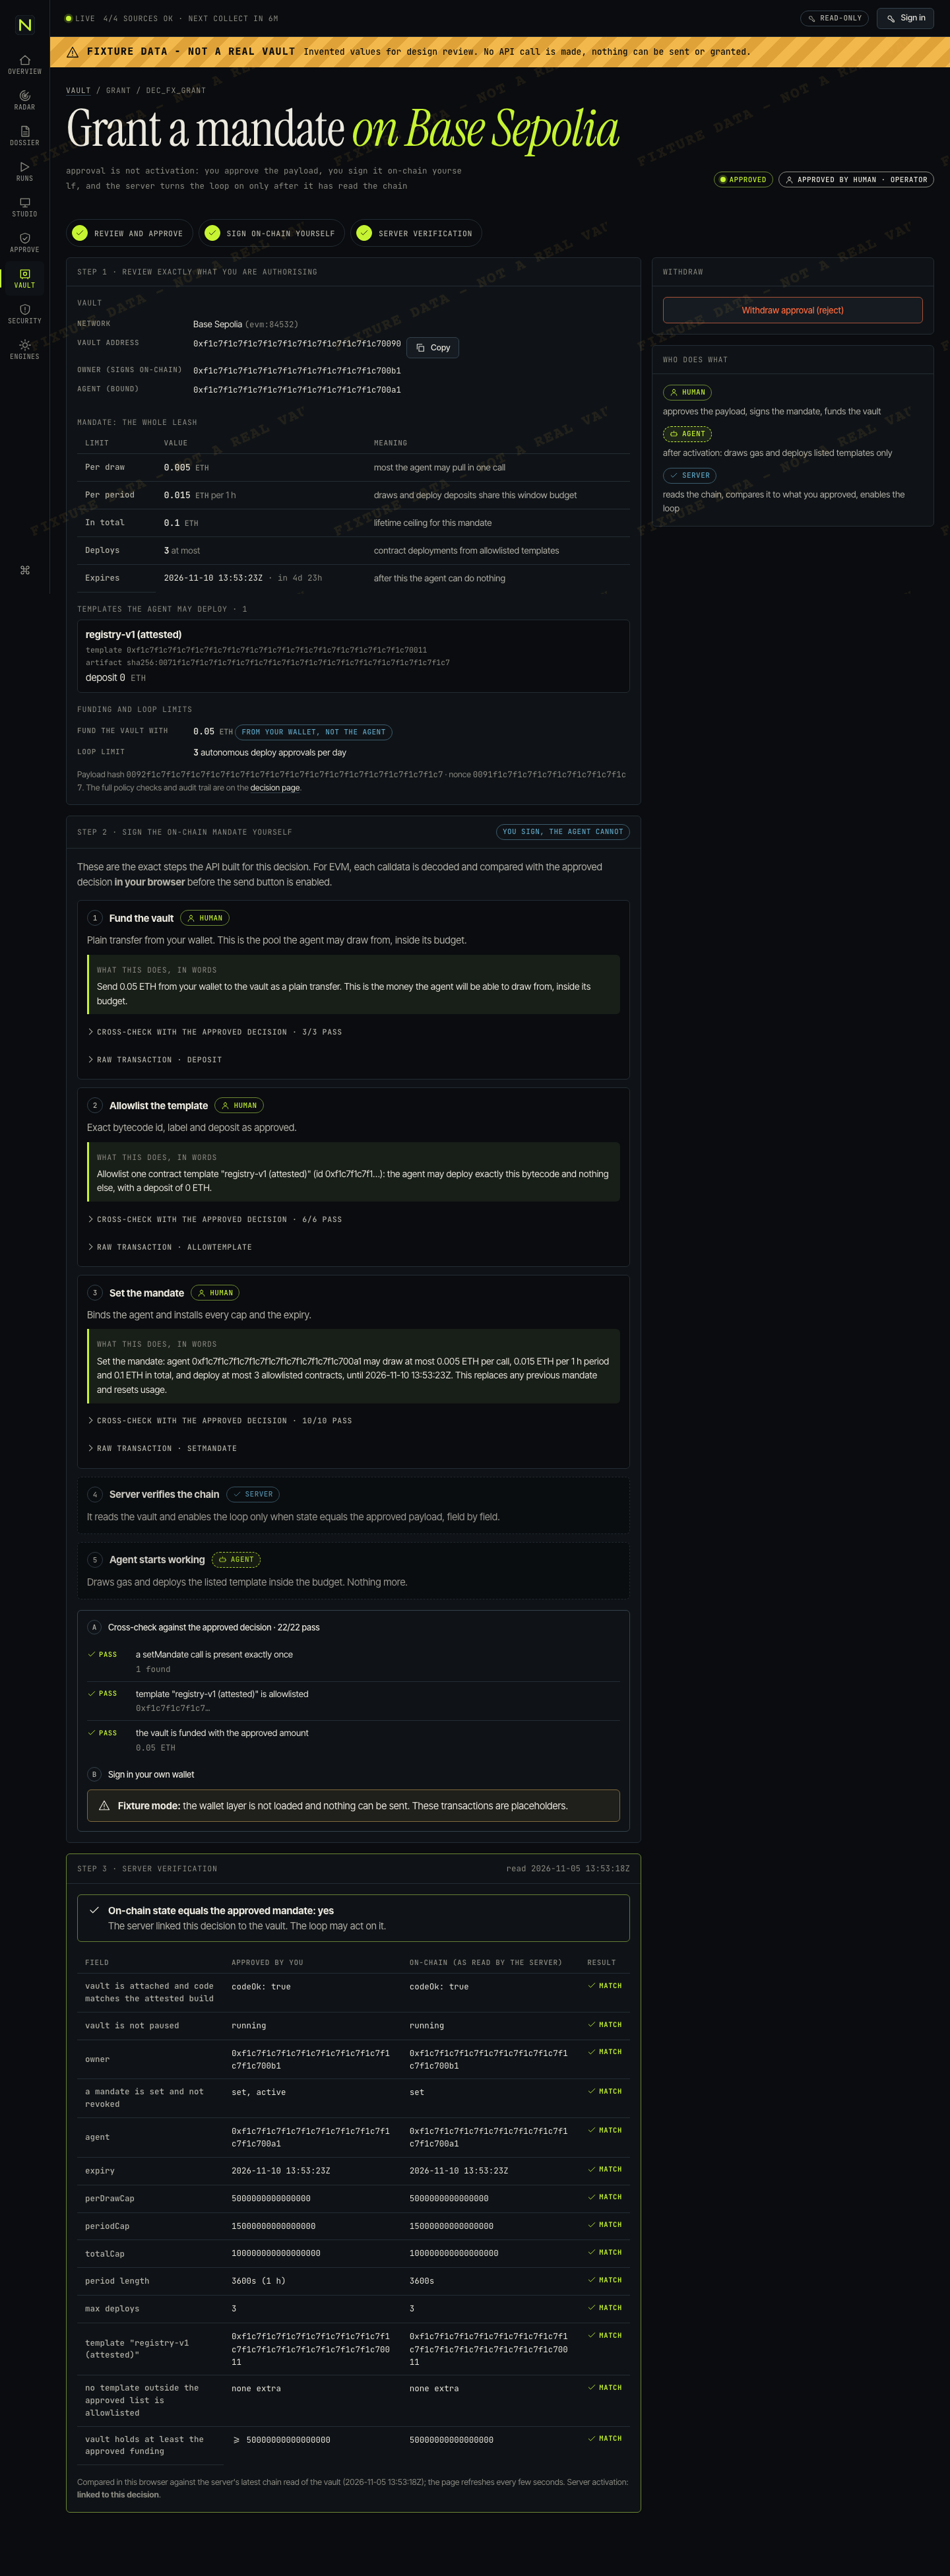 LIVE 4/4 SOURCES OK · NEXT COLLECT IN 6M
READ-ONLY
Sign in
FIXTURE DATA - NOT A REAL VAULT Invented values for design review. No API call is made, nothing can be sent or granted.
OVERVIEW
RADAR
DOSSIER
RUNS
STUDIO
APPROVE
VAULT
SECURITY
ENGINES
VAULT / GRANT / DEC_FX_GRANT
Grant a mandate on Base Sepolia
approval is not activation: you approve the payload, you sign it on-chain yourse
lf, and the server turns the loop on only after it has read the chain
APPROVED
APPROVED BY HUMAN · OPERATOR
REVIEW AND APPROVE
SIGN ON-CHAIN YOURSELF
SERVER VERIFICATION
STEP 1 · REVIEW EXACTLY WHAT YOU ARE AUTHORISING
VAULT
NETWORK Base Sepolia (evm:84532)
VAULT ADDRESS 0xf1c7f1c7f1c7f1c7f1c7f1c7f1c7f1c7f1c70090 Copy
OWNER (SIGNS ON-CHAIN) 0xf1c7f1c7f1c7f1c7f1c7f1c7f1c7f1c7f1c700b1
AGENT (BOUND) 0xf1c7f1c7f1c7f1c7f1c7f1c7f1c7f1c7f1c700a1
MANDATE: THE WHOLE LEASH
LIMIT VALUE MEANING
Per draw 0.005 ETH most the agent may pull in one call
Per period 0.015 ETH per 1 h draws and deploy deposits share this window budget
In total 0.1 ETH lifetime ceiling for this mandate
Deploys 3 at most contract deployments from allowlisted templates
Expires 2026-11-10 13:53:23Z · in 4d 23h after this the agent can do nothing
TEMPLATES THE AGENT MAY DEPLOY · 1
registry-v1 (attested)
deposit 0 ETH
FUNDING AND LOOP LIMITS
FUND THE VAULT WITH 0.05 ETH FROM YOUR WALLET, NOT THE AGENT
LOOP LIMIT 3 autonomous deploy approvals per day
7. The full policy checks and audit trail are on the decision page.
WITHDRAW
Withdraw approval (reject)
WHO DOES WHAT
HUMAN
approves the payload, signs the mandate, funds the vault
AGENT
after activation: draws gas and deploys listed templates only
SERVER
reads the chain, compares it to what you approved, enables the
loop
STEP 2 · SIGN THE ON-CHAIN MANDATE YOURSELF
YOU SIGN, THE AGENT CANNOT
These are the exact steps the API built for this decision. For EVM, each calldata is decoded and compared with the approved
decision in your browser before the send button is enabled.
1 Fund the vault HUMAN
Plain transfer from your wallet. This is the pool the agent may draw from, inside its budget.
WHAT THIS DOES, IN WORDS
Send 0.05 ETH from your wallet to the vault as a plain transfer. This is the money the agent will be able to draw from, inside its
budget.
CROSS-CHECK WITH THE APPROVED DECISION · 3/3 PASS
RAW TRANSACTION · DEPOSIT
2 Allowlist the template HUMAN
Exact bytecode id, label and deposit as approved.
WHAT THIS DOES, IN WORDS
Allowlist one contract template "registry-v1 (attested)" (id 0xf1c7f1c7f1…): the agent may deploy exactly this bytecode and nothing
else, with a deposit of 0 ETH.
CROSS-CHECK WITH THE APPROVED DECISION · 6/6 PASS
RAW TRANSACTION · ALLOWTEMPLATE
3 Set the mandate HUMAN
Binds the agent and installs every cap and the expiry.
WHAT THIS DOES, IN WORDS
Set the mandate: agent 0xf1c7f1c7f1c7f1c7f1c7f1c7f1c7f1c7f1c700a1 may draw at most 0.005 ETH per call, 0.015 ETH per 1 h period
and 0.1 ETH in total, and deploy at most 3 allowlisted contracts, until 2026-11-10 13:53:23Z. This replaces any previous mandate
and resets usage.
CROSS-CHECK WITH THE APPROVED DECISION · 10/10 PASS
RAW TRANSACTION · SETMANDATE
4 Server verifies the chain SERVER
It reads the vault and enables the loop only when state equals the approved payload, field by field.
5 Agent starts working AGENT
Draws gas and deploys the listed template inside the budget. Nothing more.
A Cross-check against the approved decision · 22/22 pass
PASS a setMandate call is present exactly once
1 found
PASS template "registry-v1 (attested)" is allowlisted
0xf1c7f1c7f1c7…
PASS the vault is funded with the approved amount
0.05 ETH
B Sign in your own wallet
Fixture mode: the wallet layer is not loaded and nothing can be sent. These transactions are placeholders.
STEP 3 · SERVER VERIFICATION
read 2026-11-05 13:53:18Z
On-chain state equals the approved mandate: yes
The server linked this decision to the vault. The loop may act on it.
FIELD APPROVED BY YOU ON-CHAIN (AS READ BY THE SERVER) RESULT
vault is attached and code codeOk: true codeOk: true MATCH
matches the attested build
vault is not paused running running MATCH
owner 0xf1c7f1c7f1c7f1c7f1c7f1c7f1c7f1 0xf1c7f1c7f1c7f1c7f1c7f1c7f1c7f1 MATCH
c7f1c700b1 c7f1c700b1
a mandate is set and not set, active set MATCH
revoked
agent 0xf1c7f1c7f1c7f1c7f1c7f1c7f1c7f1 0xf1c7f1c7f1c7f1c7f1c7f1c7f1c7f1 MATCH
c7f1c700a1 c7f1c700a1
expiry 2026-11-10 13:53:23Z 2026-11-10 13:53:23Z MATCH
perDrawCap 5000000000000000 5000000000000000 MATCH
periodCap 15000000000000000 15000000000000000 MATCH
totalCap 100000000000000000 100000000000000000 MATCH
period length 3600s (1 h) 3600s MATCH
max deploys 3 3 MATCH
template "registry-v1 0xf1c7f1c7f1c7f1c7f1c7f1c7f1c7f1 0xf1c7f1c7f1c7f1c7f1c7f1c7f1c7f1 MATCH
(attested)" c7f1c7f1c7f1c7f1c7f1c7f1c7f1c700 c7f1c7f1c7f1c7f1c7f1c7f1c7f1c700
11 11
no template outside the none extra none extra MATCH
approved list is
allowlisted
vault holds at least the ⩾ 50000000000000000 50000000000000000 MATCH
approved funding
Compared in this browser against the server's latest chain read of the vault (2026-11-05 13:53:18Z); the page refreshes every few seconds. Server activation:
linked to this decision.